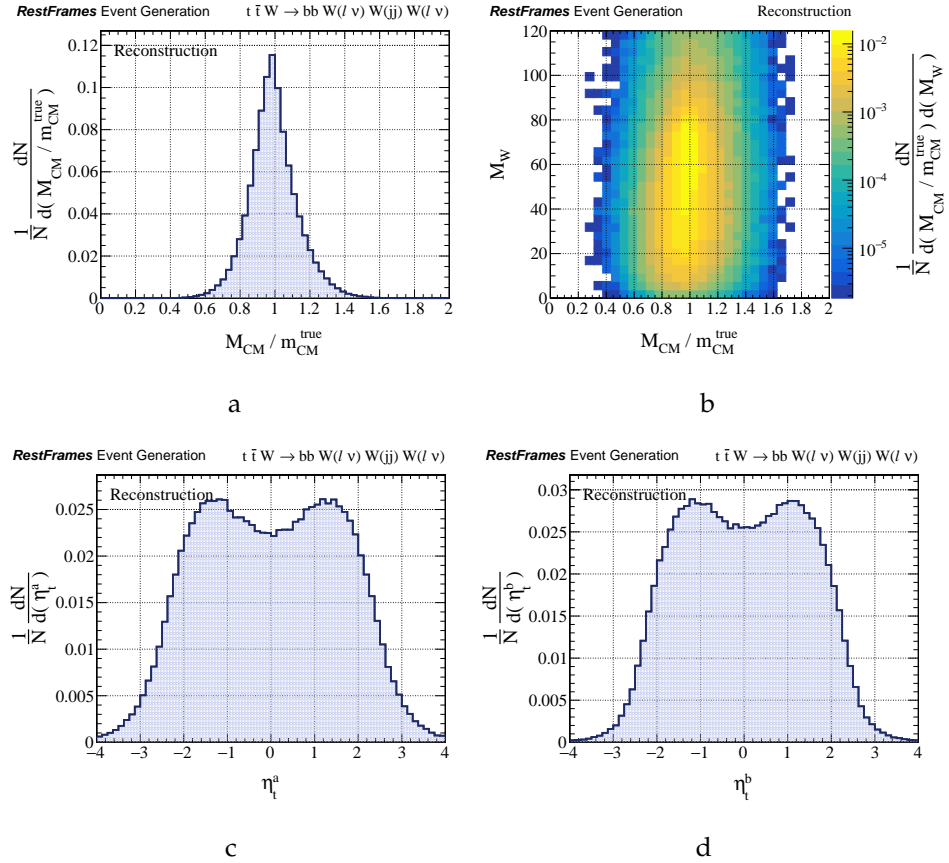 RestFrames Event Generation t t̄ W → bb W(l ν) W(jj) W(l ν)
Reconstruction
1/N dN / d( M_CM / m_CM^true )
0.12
0.1
0.08
0.06
0.04
0.02
0
0 0.2 0.4 0.6 0.8 1 1.2 1.4 1.6 1.8 2
M_CM / m_CM^true
a
RestFrames Event Generation Reconstruction
M_W
120
100
80
60
40
20
0
0 0.2 0.4 0.6 0.8 1 1.2 1.4 1.6 1.8 2
M_CM / m_CM^true
10^−2
10^−3
10^−4
10^−5
1/N dN / d( M_CM / m_CM^true ) d( M_W )
b
RestFrames Event Generation t t̄ W → bb W(l ν) W(jj) W(l ν)
Reconstruction
1/N dN / d( η_t^a )
0.025
0.02
0.015
0.01
0.005
0
−4 −3 −2 −1 0 1 2 3 4
η_t^a
c
RestFrames Event Generation t t̄ W → bb W(l ν) W(jj) W(l ν)
Reconstruction
1/N dN / d( η_t^b )
0.03
0.025
0.02
0.015
0.01
0.005
0
−4 −3 −2 −1 0 1 2 3 4
η_t^b
d